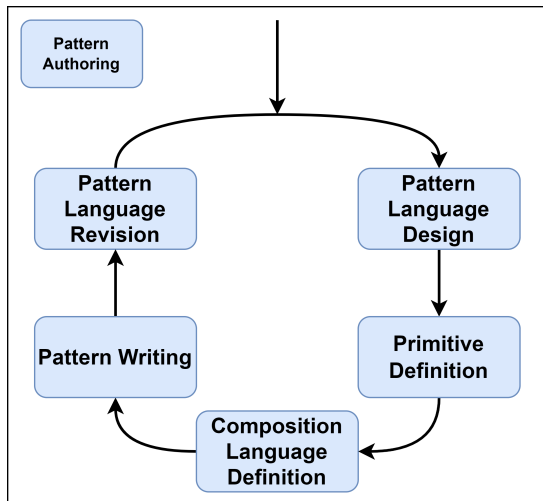 Pattern
Authoring
Pattern
Language
Revision
Pattern
Language
Design
Pattern Writing
Primitive
Definition
Composition
Language
Definition